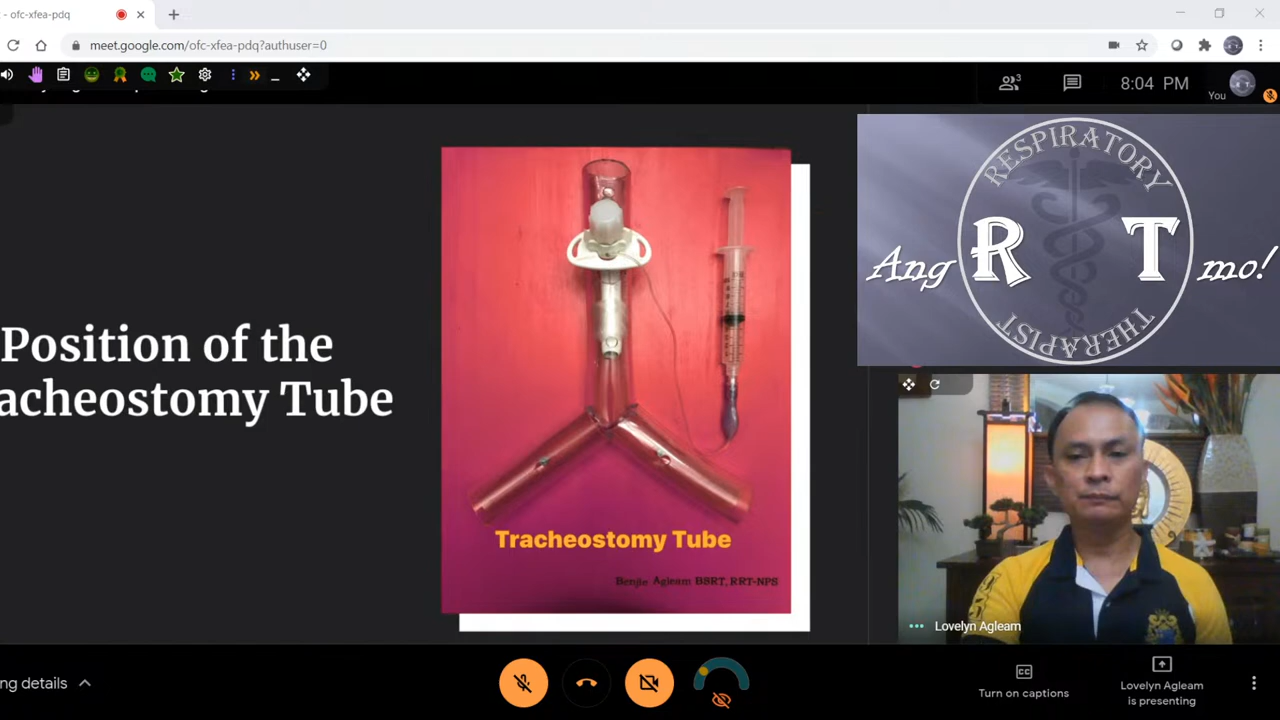 - ofc-xfea-pdq
meet.google.com/ofc-xfea-pdq?authuser=0
3
8:04 PM
You
RESPIRATORY
Ang R T mo!
THERAPIST
Position of the
acheostomy Tube
Tracheostomy Tube
Benjie Agleam BSRT, RRT-NPS
Lovelyn Agleam
ng details
CC
Turn on captions
Lovelyn Agleam
is presenting